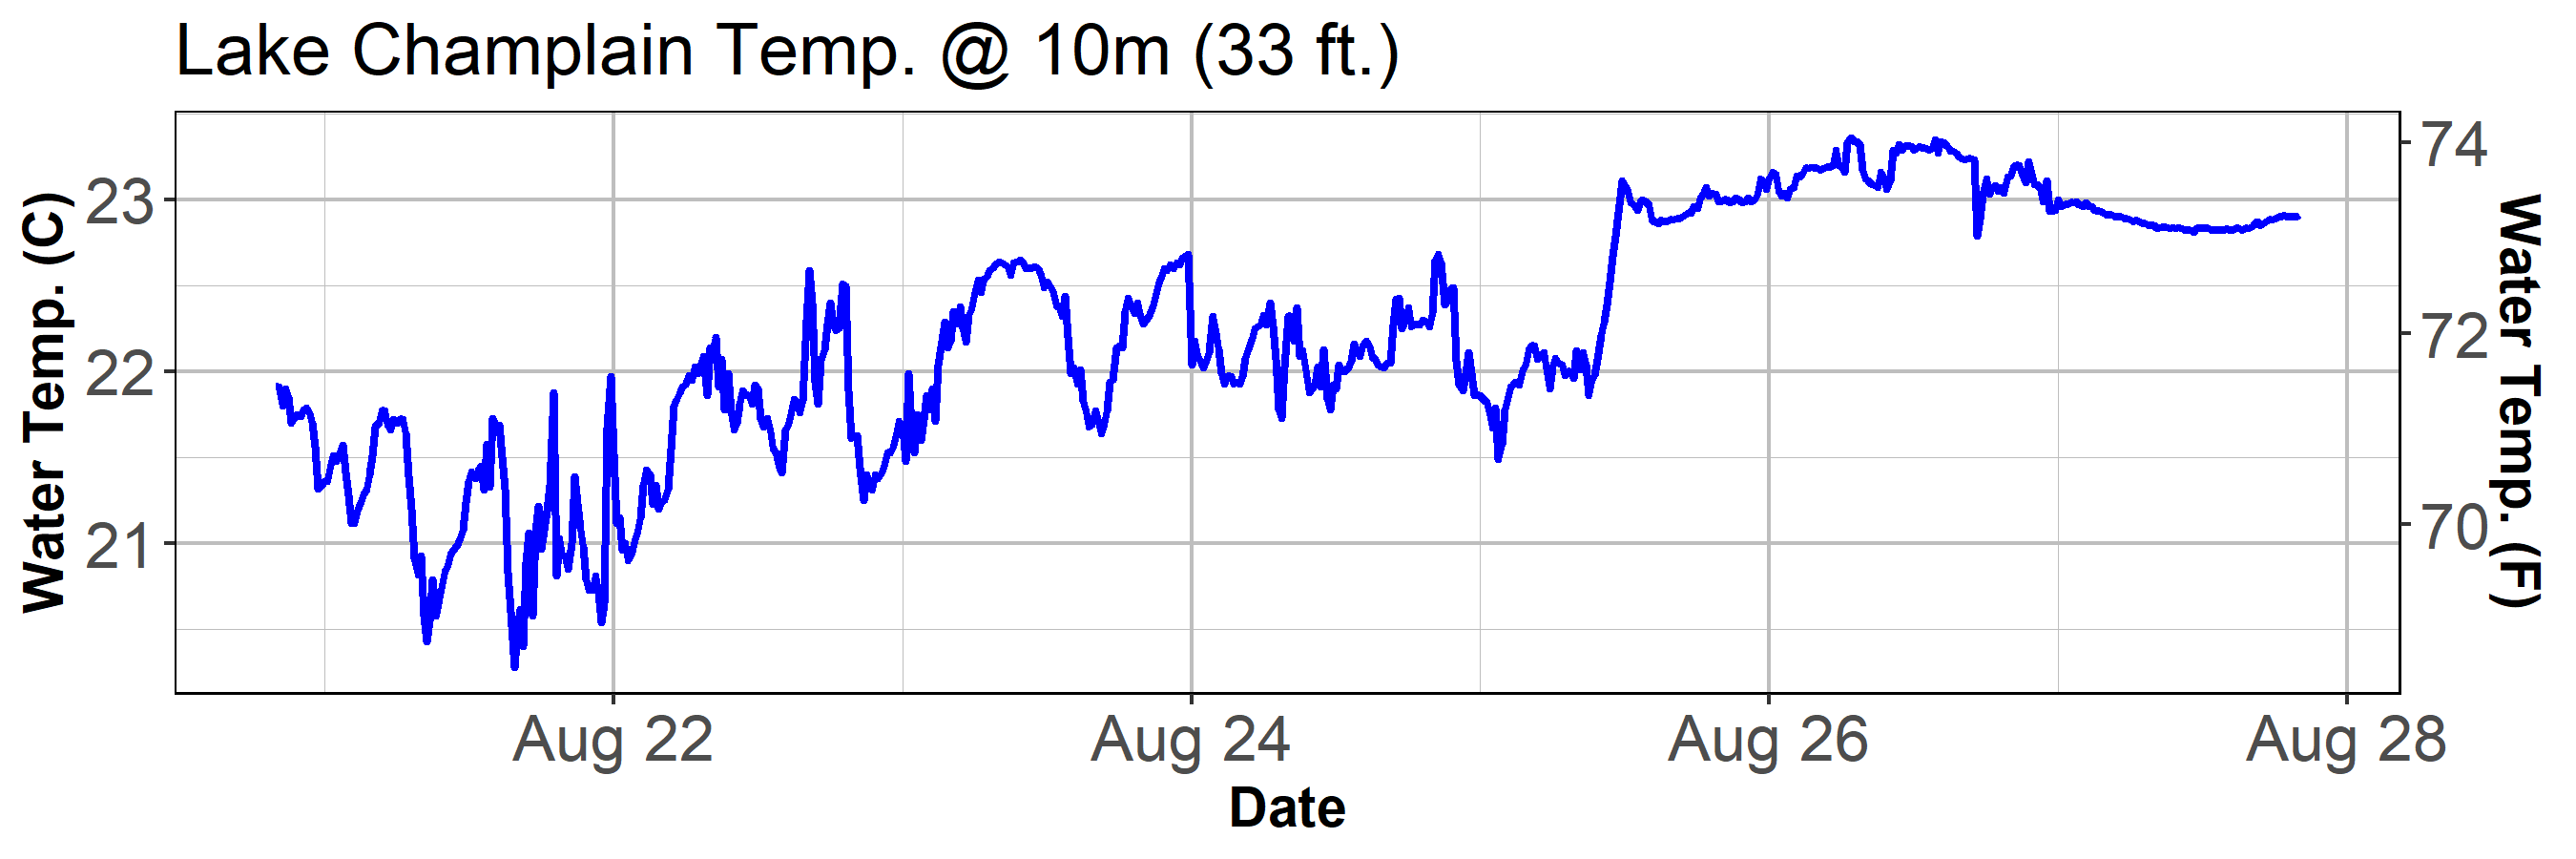 Lake Champlain Temp. @ 10m (33 ft.)
Water Temp. (C)
23
22
21
74
72
70
Water Temp. (F)
Aug 22 Aug 24 Aug 26 Aug 28
Date